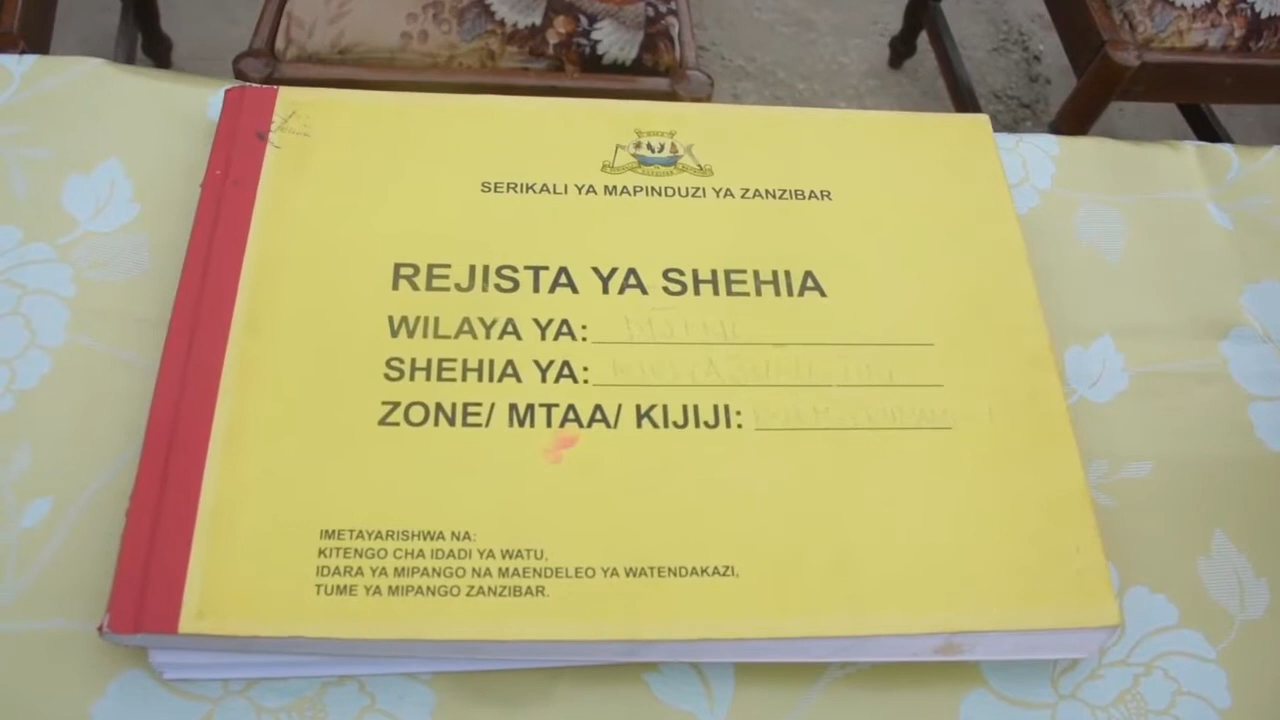 SERIKALI YA MAPINDUZI YA ZANZIBAR
REJISTA YA SHEHIA
WILAYA YA:
SHEHIA YA:
ZONE/ MTAA/ KIJIJI:
IMETAYARISHWA NA:
KITENGO CHA IDADI YA WATU,
IDARA YA MIPANGO NA MAENDELEO YA WATENDAKAZI,
TUME YA MIPANGO ZANZIBAR.